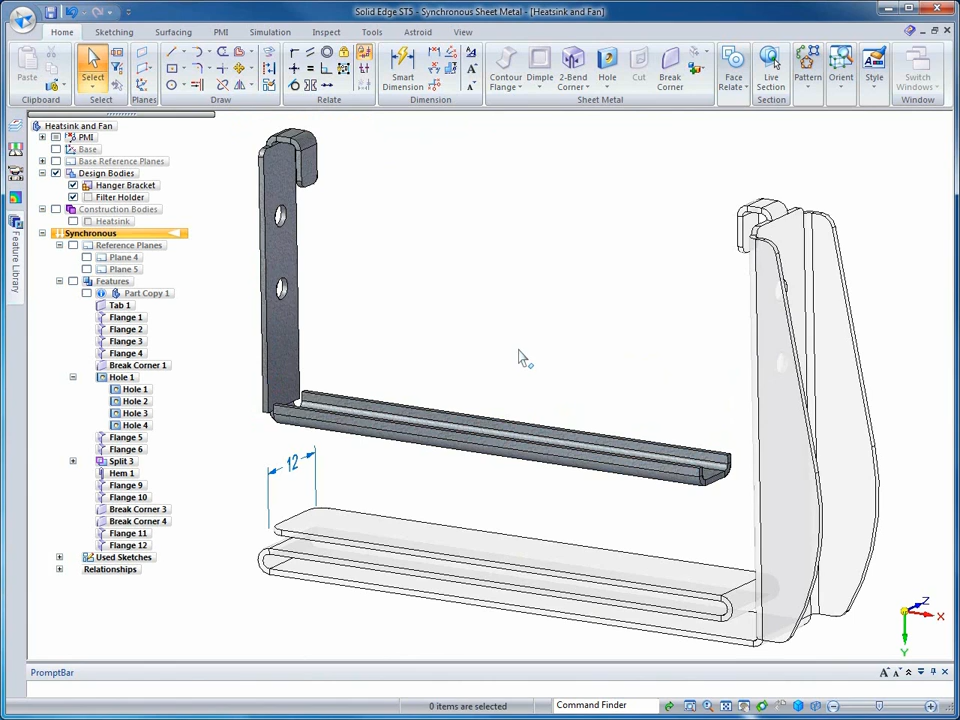 Solid Edge ST5 - Synchronous Sheet Metal - [Heatsink and Fan]
Home Sketching Surfacing PMI Simulation Inspect Tools Astroid View
Paste
Select
Smart
Dimension
Contour
Flange
Dimple
2-Bend
Corner
Hole
Cut
Break
Corner
Face
Relate
Live
Section
Pattern
Orient
Style
Switch
Windows
Clipboard Select Planes Draw Relate Dimension Sheet Metal Section Window
Heatsink and Fan
PMI
Base
Base Reference Planes
Design Bodies
Hanger Bracket
Filter Holder
Construction Bodies
Heatsink
Synchronous
Reference Planes
Plane 4
Plane 5
Features
Part Copy 1
Tab 1
Flange 1
Flange 2
Flange 3
Flange 4
Break Corner 1
Hole 1
Hole 1
Hole 2
Hole 3
Hole 4
Flange 5
Flange 6
Split 3
Hem 1
Flange 9
Flange 10
Break Corner 3
Break Corner 4
Flange 11
Flange 12
Used Sketches
Relationships
Feature Library
12
Z
X
Y
PromptBar
0 items are selected
Command Finder